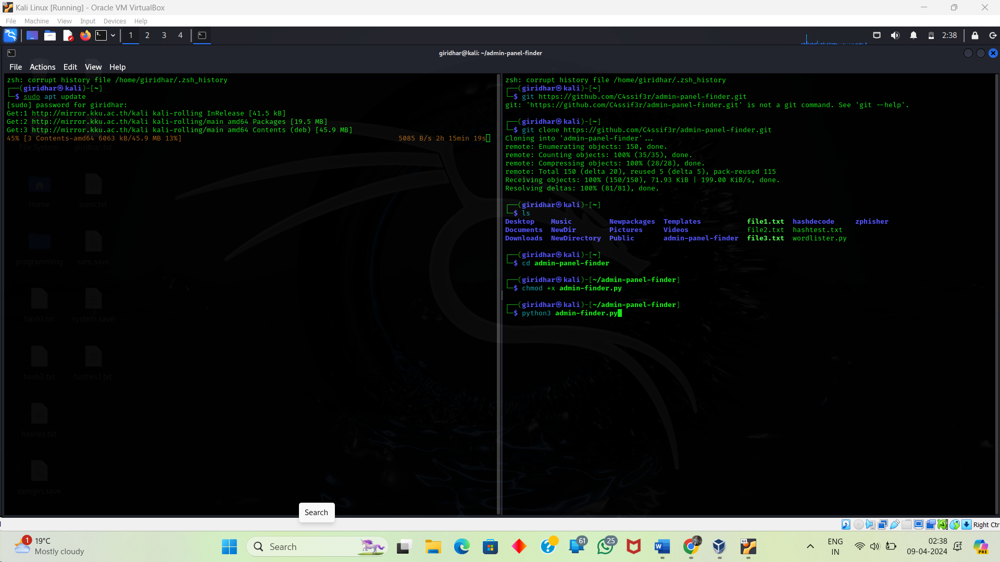 Kali Linux [Running] - Oracle VM VirtualBox
File Machine View Input Devices Help
1 2 3 4
2:38
giridhar@kali: ~/admin-panel-finder
File Actions Edit View Help
zsh: corrupt history file /home/giridhar/.zsh_history
┌──(giridhar㉿kali)-[~]
└─$ sudo apt update
[sudo] password for giridhar:
Get:1 http://mirror.kku.ac.th/kali kali-rolling InRelease [41.5 kB]
Get:2 http://mirror.kku.ac.th/kali kali-rolling/main amd64 Packages [19.5 MB]
Get:3 http://mirror.kku.ac.th/kali kali-rolling/main amd64 Contents (deb) [45.9 MB]
45% [3 Contents-amd64 6063 kB/45.9 MB 13%] 5085 B/s 2h 15min 19s
File System giridhar.txt
Home somi.txt
programming sam.save
hash1.txt system.save
hash2.txt hashes1.txt
hashes.txt
samgiri.save
zsh: corrupt history file /home/giridhar/.zsh_history
┌──(giridhar㉿kali)-[~]
└─$ git https://github.com/C4ssif3r/admin-panel-finder.git
git: 'https://github.com/C4ssif3r/admin-panel-finder.git' is not a git command. See 'git --help'.
┌──(giridhar㉿kali)-[~]
└─$ git clone https://github.com/C4ssif3r/admin-panel-finder.git
Cloning into 'admin-panel-finder'...
remote: Enumerating objects: 150, done.
remote: Counting objects: 100% (35/35), done.
remote: Compressing objects: 100% (28/28), done.
remote: Total 150 (delta 20), reused 5 (delta 5), pack-reused 115
Receiving objects: 100% (150/150), 71.93 KiB | 199.00 KiB/s, done.
Resolving deltas: 100% (81/81), done.
┌──(giridhar㉿kali)-[~]
└─$ ls
Desktop Music Newpackages Templates file1.txt hashdecode zphisher
Documents NewDir Pictures Videos file2.txt hashtest.txt
Downloads NewDirectory Public admin-panel-finder file3.txt wordlister.py
┌──(giridhar㉿kali)-[~]
└─$ cd admin-panel-finder
┌──(giridhar㉿kali)-[~/admin-panel-finder]
└─$ chmod +x admin-finder.py
┌──(giridhar㉿kali)-[~/admin-panel-finder]
└─$ python3 admin-finder.py
Search
Right Ctr
1 19°C
Mostly cloudy
Search
61
25
64
ENG
IN
02:38
09-04-2024
PRE